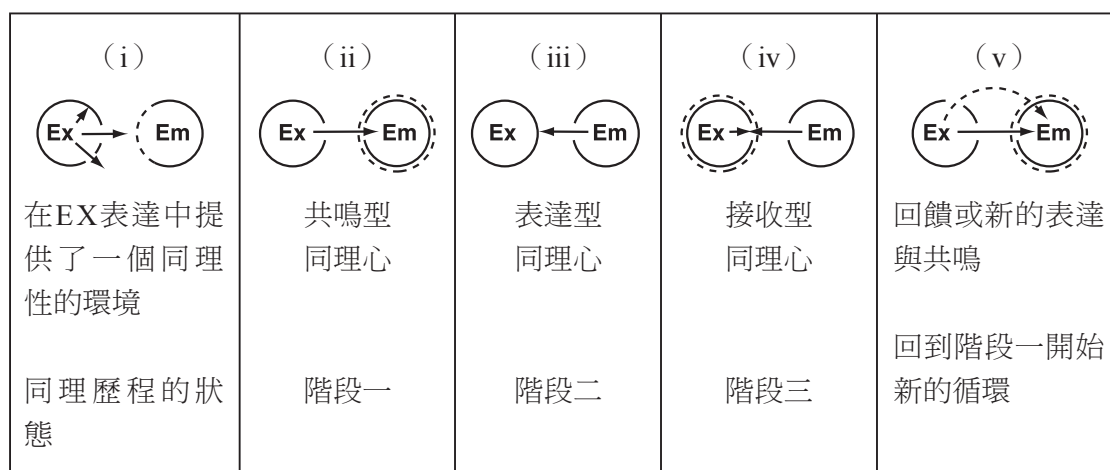 （i）
Ex Em
在EX表達中提
供了一個同理
性的環境
同理歷程的狀
態
（ii）
Ex Em
共鳴型
同理心
階段一
（iii）
Ex Em
表達型
同理心
階段二
（iv）
Ex Em
接收型
同理心
階段三
（v）
Ex Em
回饋或新的表達
與共鳴
回到階段一開始
新的循環